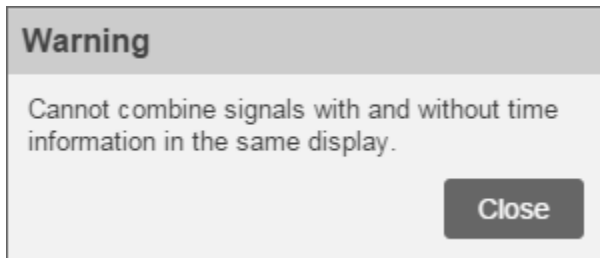 Warning
Cannot combine signals with and without time
information in the same display.
Close